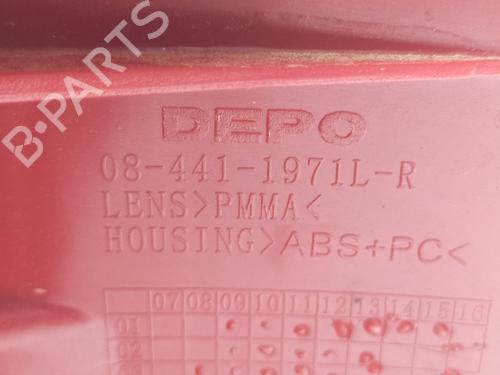 DEPO
08-441-1971L-R
LENS>PMMA<
HOUSING>ABS+PC<
07 08 09 10 11 12 13 14 15 16
01
02
03
B-PARTS